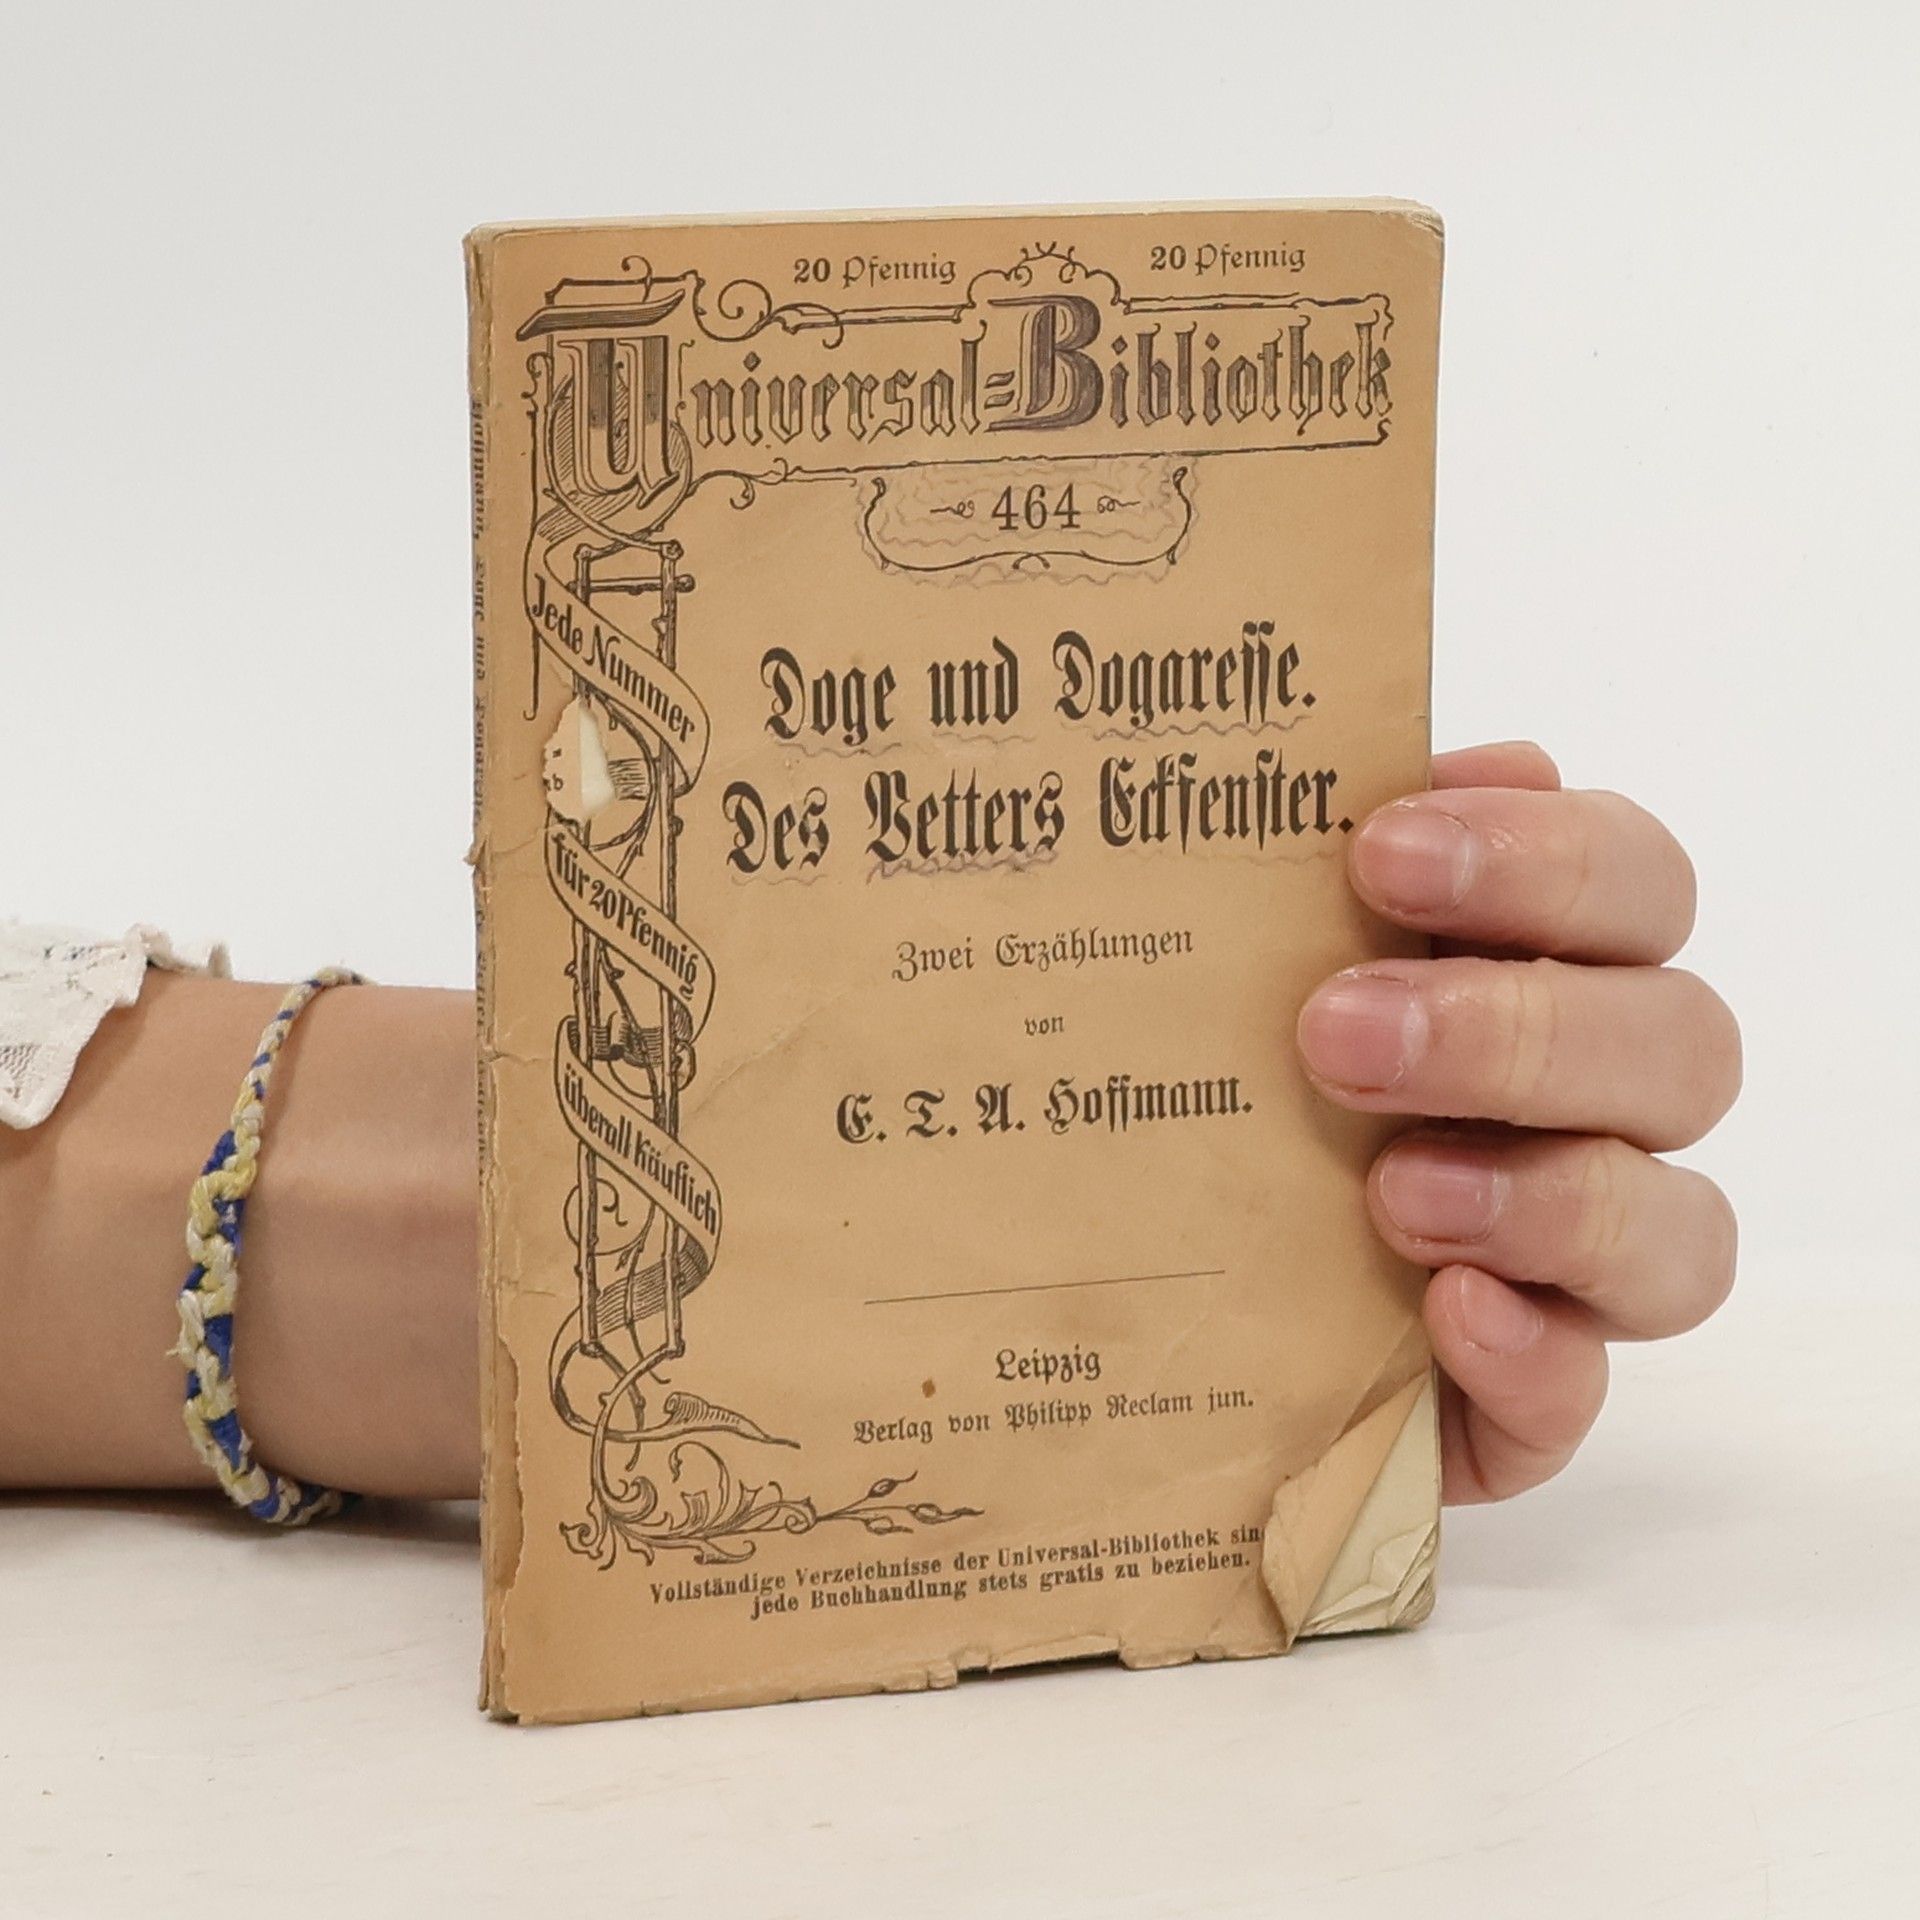 20 Pfennig 20 Pfennig
Universal-Bibliothek
464
Jede Nummer
für 20 Pfennig
überall käuflich
Doge und Dogaresse.
Des Vetters Eckfenster.
Zwei Erzählungen
von
E. T. A. Hoffmann.
Leipzig
Verlag von Philipp Reclam jun.
Vollständige Verzeichnisse der Universal-Bibliothek sin
jede Buchhandlung stets gratis zu beziehen.